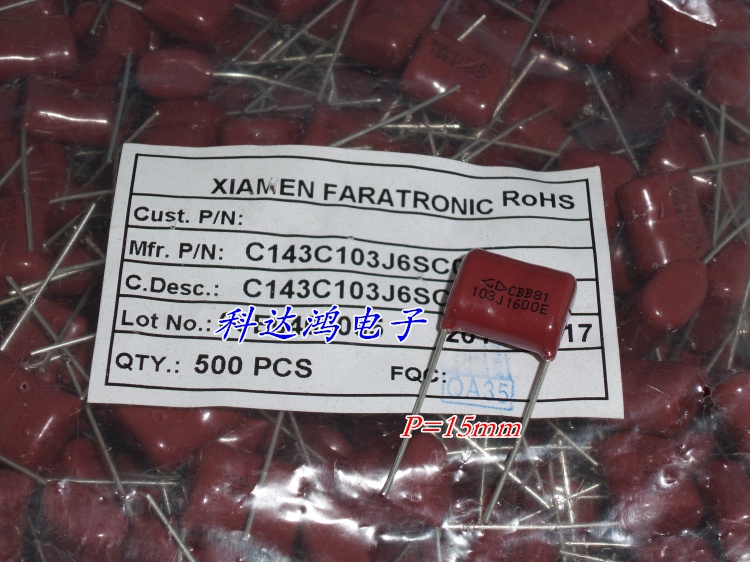 XIAMEN FARATRONIC RoHS
Cust. P/N:
Mfr. P/N: C143C103J6SC
C.Desc.: C143C103J6SC
Lot No.: 17
科达鸿电子
QTY.: 500 PCS FQC:
QA35
CBB81
103J1600E
P=15mm